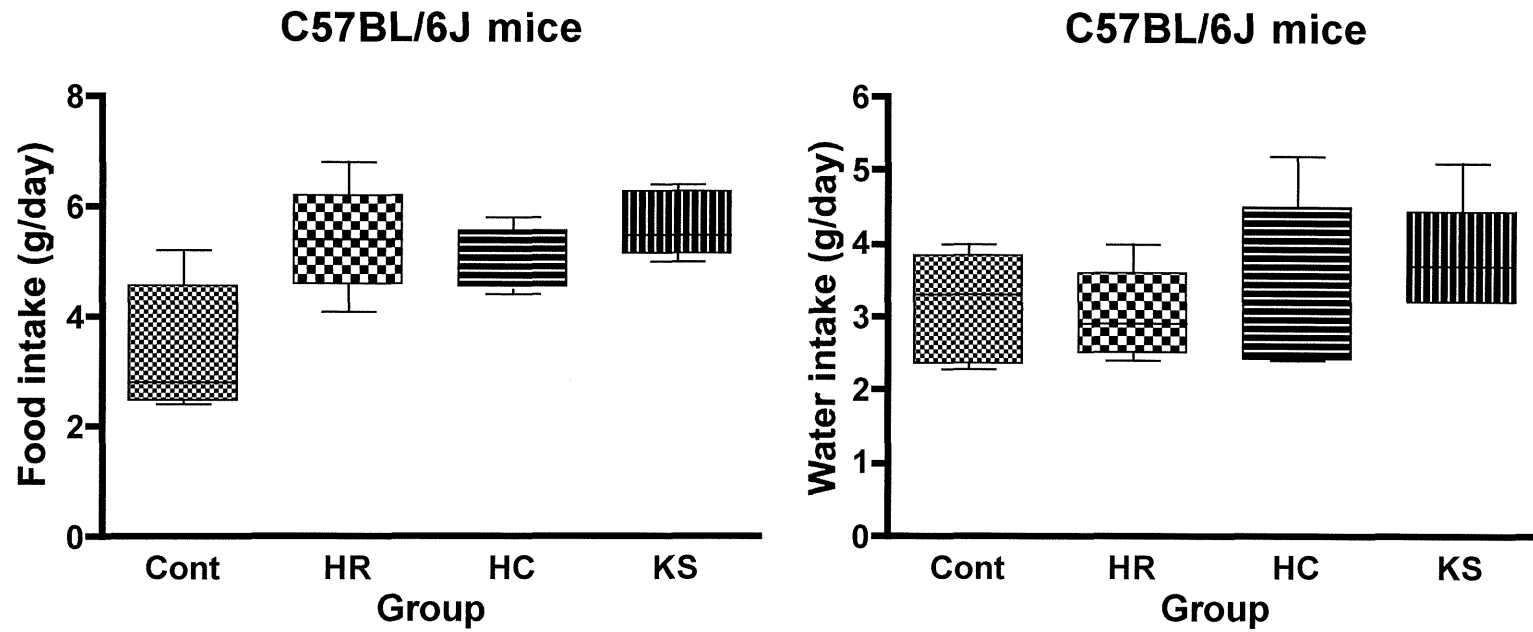 C57BL/6J mice
Food intake (g/day)
8
6
4
2
0
Cont HR HC KS
Group
C57BL/6J mice
Water intake (g/day)
6
5
4
3
2
1
0
Cont HR HC KS
Group